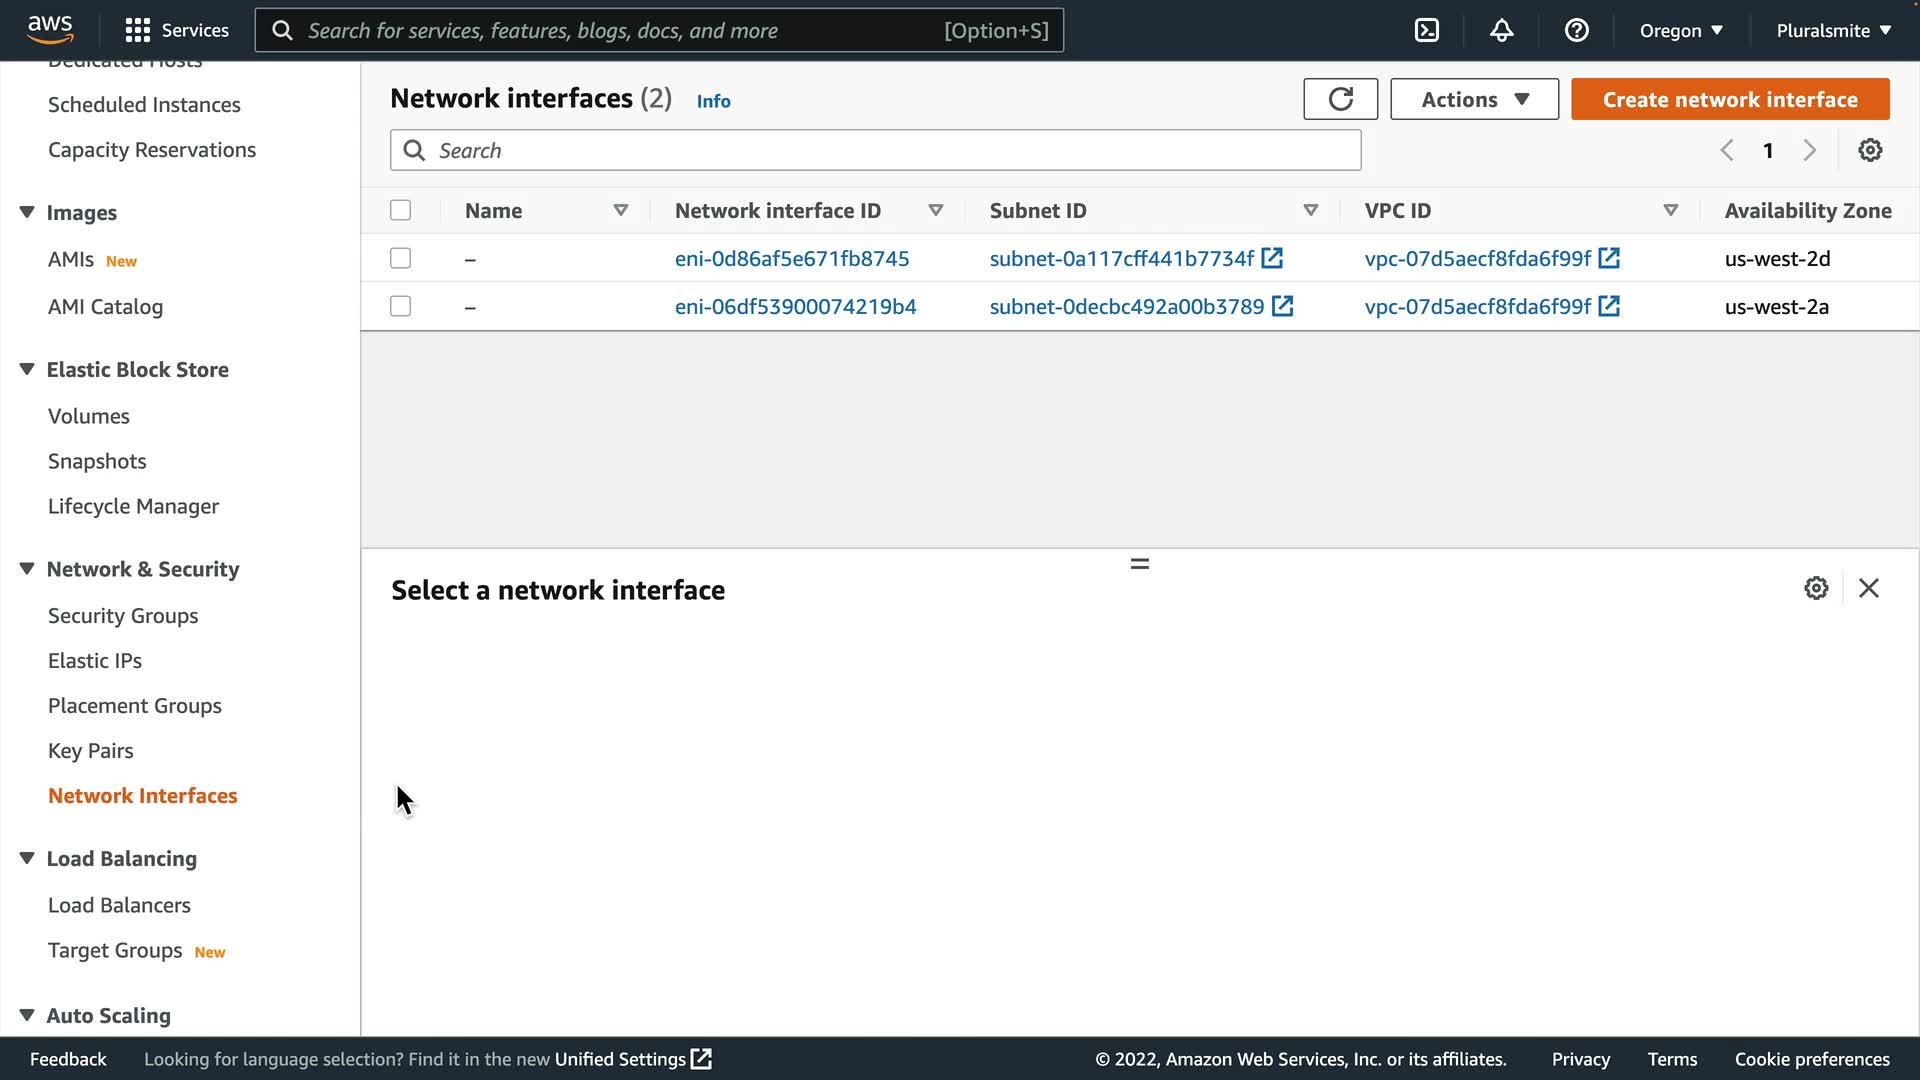 aws
Services
Search for services, features, blogs, docs, and more
[Option+S]
Oregon
Pluralsmite
Dedicated Hosts
Scheduled Instances
Capacity Reservations
Images
AMIs New
AMI Catalog
Elastic Block Store
Volumes
Snapshots
Lifecycle Manager
Network & Security
Security Groups
Elastic IPs
Placement Groups
Key Pairs
Network Interfaces
Load Balancing
Load Balancers
Target Groups New
Auto Scaling
Network interfaces (2) Info
Actions
Create network interface
Search
1
Name Network interface ID Subnet ID VPC ID Availability Zone
– eni-0d86af5e671fb8745 subnet-0a117cff441b7734f vpc-07d5aecf8fda6f99f us-west-2d
– eni-06df53900074219b4 subnet-0decbc492a00b3789 vpc-07d5aecf8fda6f99f us-west-2a
Select a network interface
Feedback
Looking for language selection? Find it in the new Unified Settings
© 2022, Amazon Web Services, Inc. or its affiliates.
Privacy
Terms
Cookie preferences